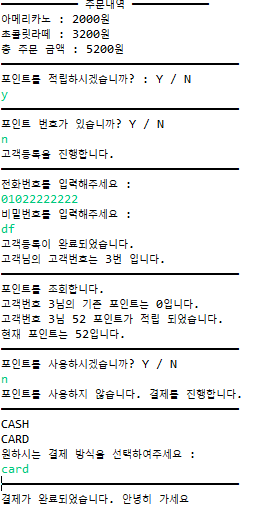 주문내역
아메리카노 : 2000원
초콜릿라떼 : 3200원
총 주문 금액 : 5200원
포인트를 적립하시겠습니까? : Y / N
y
포인트 번호가 있습니까? Y / N
n
고객등록을 진행합니다.
전화번호를 입력해주세요 :
01022222222
비밀번호를 입력해주세요 :
df
고객등록이 완료되었습니다.
고객님의 고객번호는 3번 입니다.
포인트를 조회합니다.
고객번호 3님의 기존 포인트는 0입니다.
고객번호 3님 52 포인트가 적립 되었습니다.
현재 포인트는 52입니다.
포인트를 사용하시겠습니까? Y / N
n
포인트를 사용하지 않습니다. 결제를 진행합니다.
CASH
CARD
원하시는 결제 방식을 선택하여주세요 :
card
결제가 완료되었습니다. 안녕히 가세요